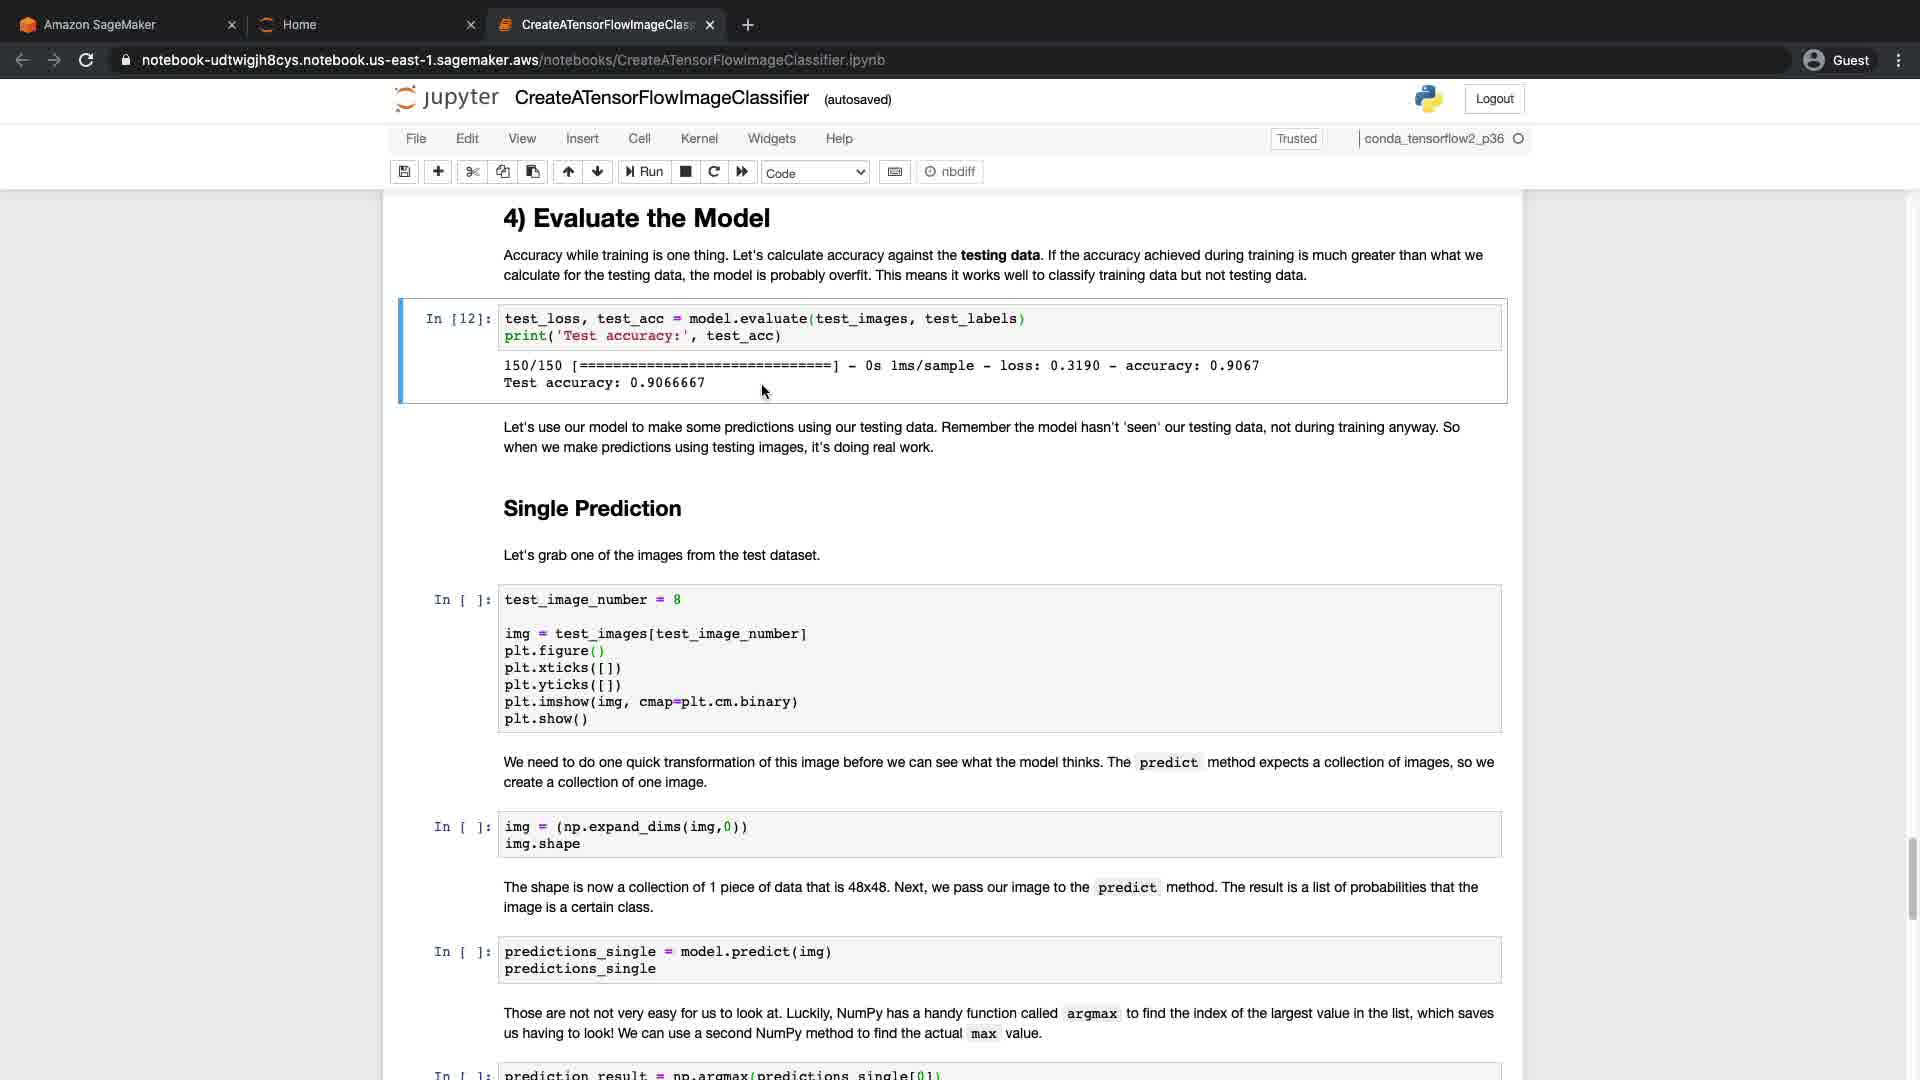 Amazon SageMaker
Home
CreateATensorFlowImageClas
notebook-udtwigjh8cys.notebook.us-east-1.sagemaker.aws/notebooks/CreateATensorFlowImageClassifier.ipynb
Guest
jupyter CreateATensorFlowImageClassifier (autosaved)
Logout
File Edit View Insert Cell Kernel Widgets Help
Trusted
conda_tensorflow2_p36
Run
Code
nbdiff
4) Evaluate the Model
Accuracy while training is one thing. Let's calculate accuracy against the testing data. If the accuracy achieved during training is much greater than what we
calculate for the testing data, the model is probably overfit. This means it works well to classify training data but not testing data.
In [12]: test_loss, test_acc = model.evaluate(test_images, test_labels)
print('Test accuracy:', test_acc)
150/150 [==============================] - 0s 1ms/sample - loss: 0.3190 - accuracy: 0.9067
Test accuracy: 0.9066667
Let's use our model to make some predictions using our testing data. Remember the model hasn't 'seen' our testing data, not during training anyway. So
when we make predictions using testing images, it's doing real work.
Single Prediction
Let's grab one of the images from the test dataset.
In [ ]: test_image_number = 8
img = test_images[test_image_number]
plt.figure()
plt.xticks([])
plt.yticks([])
plt.imshow(img, cmap=plt.cm.binary)
plt.show()
We need to do one quick transformation of this image before we can see what the model thinks. The predict method expects a collection of images, so we
create a collection of one image.
In [ ]: img = (np.expand_dims(img,0))
img.shape
The shape is now a collection of 1 piece of data that is 48x48. Next, we pass our image to the predict method. The result is a list of probabilities that the
image is a certain class.
In [ ]: predictions_single = model.predict(img)
predictions_single
Those are not not very easy for us to look at. Luckily, NumPy has a handy function called argmax to find the index of the largest value in the list, which saves
us having to look! We can use a second NumPy method to find the actual max value.
In [ ]: prediction_result = np.argmax(predictions_single[0])